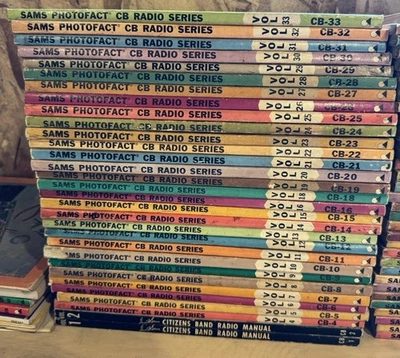 SAMS PHOTOFACT® CB RADIO SERIES VOL 33 CB-33
SAMS PHOTOFACT® CB RADIO SERIES VOL 32 CB-32
SAMS PHOTOFACT® CB RADIO SERIES VOL 31 CB-31
SAMS PHOTOFACT® CB RADIO SERIES VOL 30 CB-30
SAMS PHOTOFACT® CB RADIO SERIES VOL 29 CB-29
SAMS PHOTOFACT® CB RADIO SERIES VOL 28 CB-28
SAMS PHOTOFACT® CB RADIO SERIES VOL 27 CB-27
SAMS PHOTOFACT® CB RADIO SERIES VOL 26
SAMS PHOTOFACT® CB RADIO SERIES VOL 25 CB-25
SAMS PHOTOFACT® CB RADIO SERIES VOL 24 CB-24
SAMS PHOTOFACT® CB RADIO SERIES VOL 23 CB-23
SAMS PHOTOFACT® CB RADIO SERIES VOL 22 CB-22
SAMS PHOTOFACT® CB RADIO SERIES VOL 21 CB-21
SAMS PHOTOFACT® CB RADIO SERIES VOL 20 CB-20
SAMS PHOTOFACT® CB RADIO SERIES VOL 19 CB-19
SAMS PHOTOFACT® CB RADIO SERIES VOL 18 CB-18
SAMS PHOTOFACT® CB RADIO SERIES VOL 16 CB-16
SAMS PHOTOFACT® CB RADIO SERIES VOL 15 CB-15
SAMS PHOTOFACT® CB RADIO SERIES VOL 14 CB-14
SAMS PHOTOFACT® CB RADIO SERIES VOL 13 CB-13
SAMS PHOTOFACT® CB RADIO SERIES VOL 12
SAMS PHOTOFACT® CB RADIO SERIES VOL 11 CB-11
SAMS PHOTOFACT® CB RADIO SERIES VOL 10 CB-10
SAMS PHOTOFACT® CB RADIO SERIES VOL
SAMS PHOTOFACT® CB RADIO SERIES VOL 8 CB-8
SAMS PHOTOFACT® CB RADIO SERIES VOL 7 CB-7
SAMS PHOTOFACT® CB RADIO SERIES VOL 6 CB-6
SAMS PHOTOFACT® CB RADIO SERIES VOL 5 CB-5
SAMS PHOTOFACT® CB RADIO SERIES VOL 4 CB-4
CITIZENS BAND RADIO MANUAL
CITIZENS BAND RADIO MANUAL